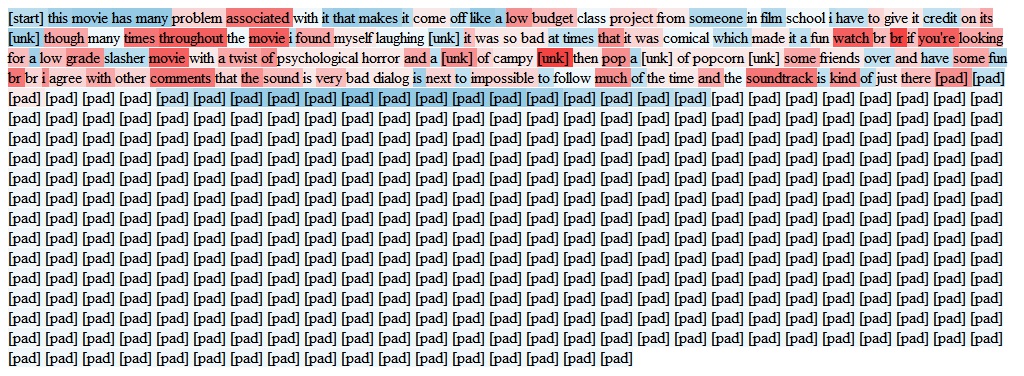 [start] this movie has many problem associated with it that makes it come off like a low budget class project from someone in film school i have to give it credit on its
[unk] though many times throughout the movie i found myself laughing [unk] it was so bad at times that it was comical which made it a fun watch br br if you're looking
for a low grade slasher movie with a twist of psychological horror and a [unk] of campy [unk] then pop a [unk] of popcorn [unk] some friends over and have some fun
br br i agree with other comments that the sound is very bad dialog is next to impossible to follow much of the time and the soundtrack is kind of just there [pad] [pad]
[pad] [pad] [pad] [pad] [pad] [pad] [pad] [pad] [pad] [pad] [pad] [pad] [pad] [pad] [pad] [pad] [pad] [pad] [pad] [pad] [pad] [pad] [pad] [pad] [pad] [pad] [pad]
[pad] [pad] [pad] [pad] [pad] [pad] [pad] [pad] [pad] [pad] [pad] [pad] [pad] [pad] [pad] [pad] [pad] [pad] [pad] [pad] [pad] [pad] [pad] [pad] [pad] [pad] [pad]
[pad] [pad] [pad] [pad] [pad] [pad] [pad] [pad] [pad] [pad] [pad] [pad] [pad] [pad] [pad] [pad] [pad] [pad] [pad] [pad] [pad] [pad] [pad] [pad] [pad] [pad] [pad]
[pad] [pad] [pad] [pad] [pad] [pad] [pad] [pad] [pad] [pad] [pad] [pad] [pad] [pad] [pad] [pad] [pad] [pad] [pad] [pad] [pad] [pad] [pad] [pad] [pad] [pad] [pad]
[pad] [pad] [pad] [pad] [pad] [pad] [pad] [pad] [pad] [pad] [pad] [pad] [pad] [pad] [pad] [pad] [pad] [pad] [pad] [pad] [pad] [pad] [pad] [pad] [pad] [pad] [pad]
[pad] [pad] [pad] [pad] [pad] [pad] [pad] [pad] [pad] [pad] [pad] [pad] [pad] [pad] [pad] [pad] [pad] [pad] [pad] [pad] [pad] [pad] [pad] [pad] [pad] [pad] [pad]
[pad] [pad] [pad] [pad] [pad] [pad] [pad] [pad] [pad] [pad] [pad] [pad] [pad] [pad] [pad] [pad] [pad] [pad] [pad] [pad] [pad] [pad] [pad] [pad] [pad] [pad] [pad]
[pad] [pad] [pad] [pad] [pad] [pad] [pad] [pad] [pad] [pad] [pad] [pad] [pad] [pad] [pad] [pad] [pad] [pad] [pad] [pad] [pad] [pad] [pad] [pad] [pad] [pad] [pad]
[pad] [pad] [pad] [pad] [pad] [pad] [pad] [pad] [pad] [pad] [pad] [pad] [pad] [pad] [pad] [pad] [pad] [pad] [pad] [pad] [pad] [pad] [pad] [pad] [pad] [pad] [pad]
[pad] [pad] [pad] [pad] [pad] [pad] [pad] [pad] [pad] [pad] [pad] [pad] [pad] [pad] [pad] [pad] [pad] [pad] [pad] [pad] [pad] [pad] [pad] [pad] [pad] [pad] [pad]
[pad] [pad] [pad] [pad] [pad] [pad] [pad] [pad] [pad] [pad] [pad] [pad] [pad] [pad] [pad] [pad] [pad] [pad] [pad] [pad] [pad] [pad] [pad] [pad] [pad] [pad] [pad]
[pad] [pad] [pad] [pad] [pad] [pad] [pad] [pad] [pad] [pad] [pad] [pad] [pad] [pad] [pad] [pad] [pad] [pad] [pad] [pad] [pad] [pad] [pad] [pad] [pad] [pad] [pad]
[pad] [pad] [pad] [pad] [pad] [pad] [pad] [pad] [pad] [pad] [pad] [pad] [pad] [pad] [pad] [pad] [pad] [pad] [pad] [pad] [pad] [pad] [pad] [pad] [pad] [pad] [pad]
[pad] [pad] [pad] [pad] [pad] [pad] [pad] [pad] [pad] [pad] [pad] [pad] [pad] [pad] [pad] [pad] [pad]